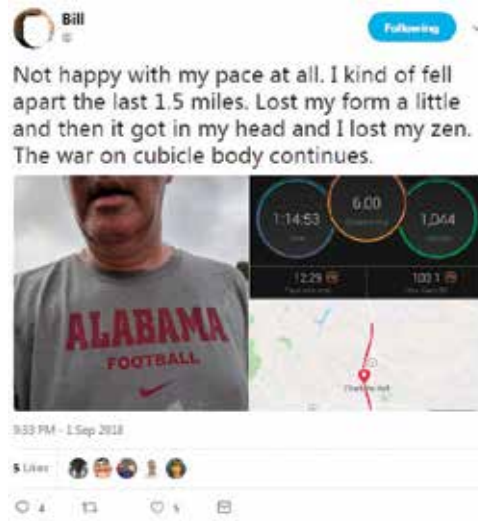 Bill
Following
Not happy with my pace at all. I kind of fell
apart the last 1.5 miles. Lost my form a little
and then it got in my head and I lost my zen.
The war on cubicle body continues.
ALABAMA
FOOTBALL
1:14:53
6.00
1,044
12:29
100.1
9:33 PM - 1 Sep 2018
5 Likes
4
5